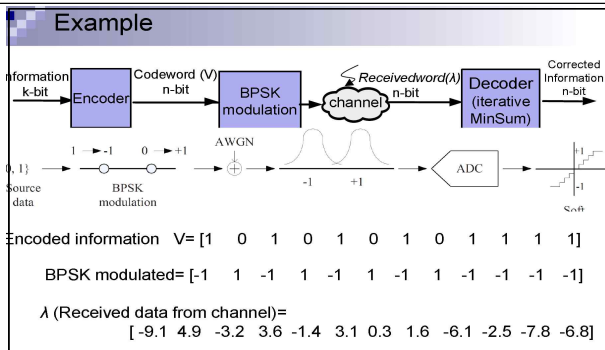 Example
nformation
k-bit
Encoder
Codeword (V)
n-bit
BPSK
modulation
channel
Receivedword(λ)
n-bit
Decoder
(iterative
MinSum)
Corrected
Information
n-bit
1 → -1 0 → +1
0, 1}
Source
data
BPSK
modulation
AWGN
-1 +1
ADC
+1
-1
Encoded information V= [1 0 1 0 1 0 1 0 1 1 1 1]
BPSK modulated= [-1 1 -1 1 -1 1 -1 1 -1 -1 -1 -1]
λ (Received data from channel)=
[ -9.1 4.9 -3.2 3.6 -1.4 3.1 0.3 1.6 -6.1 -2.5 -7.8 -6.8]